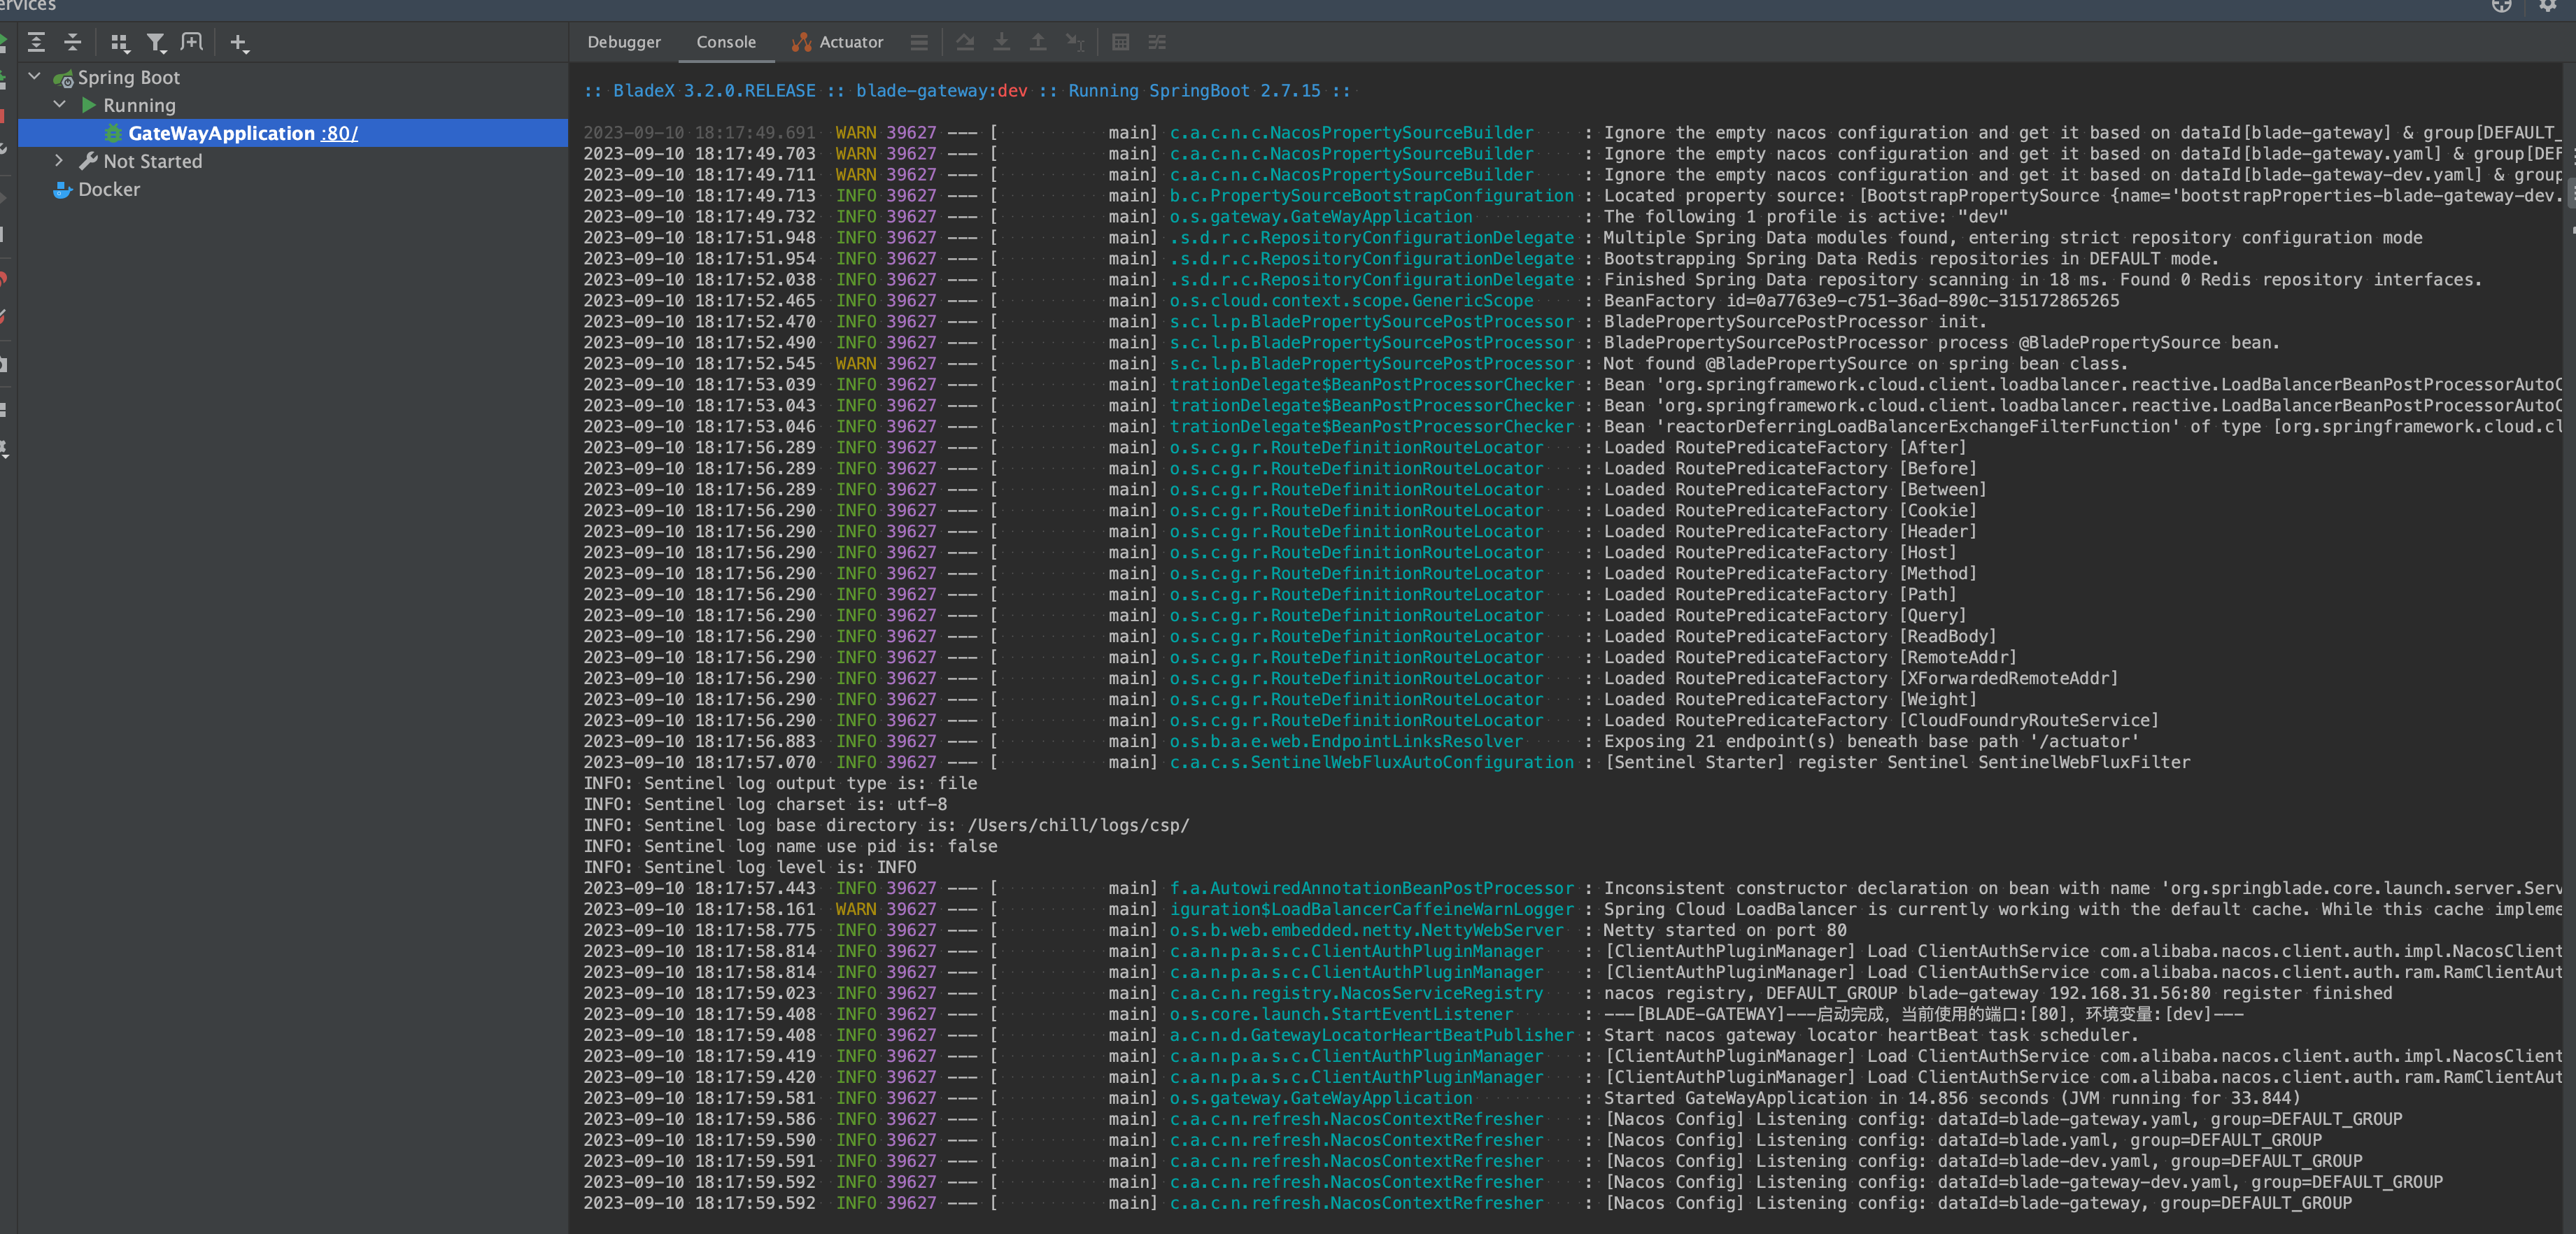 ervices
Debugger Console Actuator
Spring Boot
Running
GateWayApplication :80/
Not Started
Docker
:: BladeX 3.2.0.RELEASE :: blade-gateway:dev :: Running SpringBoot 2.7.15 ::
2023-09-10 18:17:49.691 WARN 39627 --- [ main] c.a.c.n.c.NacosPropertySourceBuilder : Ignore the empty nacos configuration and get it based on dataId[blade-gateway] & group[DEFAULT_
2023-09-10 18:17:49.703 WARN 39627 --- [ main] c.a.c.n.c.NacosPropertySourceBuilder : Ignore the empty nacos configuration and get it based on dataId[blade-gateway.yaml] & group[DEF
2023-09-10 18:17:49.711 WARN 39627 --- [ main] c.a.c.n.c.NacosPropertySourceBuilder : Ignore the empty nacos configuration and get it based on dataId[blade-gateway-dev.yaml] & group
2023-09-10 18:17:49.713 INFO 39627 --- [ main] b.c.PropertySourceBootstrapConfiguration : Located property source: [BootstrapPropertySource {name='bootstrapProperties-blade-gateway-dev.
2023-09-10 18:17:49.732 INFO 39627 --- [ main] o.s.gateway.GateWayApplication : The following 1 profile is active: "dev"
2023-09-10 18:17:51.948 INFO 39627 --- [ main] .s.d.r.c.RepositoryConfigurationDelegate : Multiple Spring Data modules found, entering strict repository configuration mode
2023-09-10 18:17:51.954 INFO 39627 --- [ main] .s.d.r.c.RepositoryConfigurationDelegate : Bootstrapping Spring Data Redis repositories in DEFAULT mode.
2023-09-10 18:17:52.038 INFO 39627 --- [ main] .s.d.r.c.RepositoryConfigurationDelegate : Finished Spring Data repository scanning in 18 ms. Found 0 Redis repository interfaces.
2023-09-10 18:17:52.465 INFO 39627 --- [ main] o.s.cloud.context.scope.GenericScope : BeanFactory id=0a7763e9-c751-36ad-890c-315172865265
2023-09-10 18:17:52.470 INFO 39627 --- [ main] s.c.l.p.BladePropertySourcePostProcessor : BladePropertySourcePostProcessor init.
2023-09-10 18:17:52.490 INFO 39627 --- [ main] s.c.l.p.BladePropertySourcePostProcessor : BladePropertySourcePostProcessor process @BladePropertySource bean.
2023-09-10 18:17:52.545 WARN 39627 --- [ main] s.c.l.p.BladePropertySourcePostProcessor : Not found @BladePropertySource on spring bean class.
2023-09-10 18:17:53.039 INFO 39627 --- [ main] trationDelegate$BeanPostProcessorChecker : Bean 'org.springframework.cloud.client.loadbalancer.reactive.LoadBalancerBeanPostProcessorAutoC
2023-09-10 18:17:53.043 INFO 39627 --- [ main] trationDelegate$BeanPostProcessorChecker : Bean 'org.springframework.cloud.client.loadbalancer.reactive.LoadBalancerBeanPostProcessorAutoC
2023-09-10 18:17:53.046 INFO 39627 --- [ main] trationDelegate$BeanPostProcessorChecker : Bean 'reactorDeferringLoadBalancerExchangeFilterFunction' of type [org.springframework.cloud.cl
2023-09-10 18:17:56.289 INFO 39627 --- [ main] o.s.c.g.r.RouteDefinitionRouteLocator : Loaded RoutePredicateFactory [After]
2023-09-10 18:17:56.289 INFO 39627 --- [ main] o.s.c.g.r.RouteDefinitionRouteLocator : Loaded RoutePredicateFactory [Before]
2023-09-10 18:17:56.289 INFO 39627 --- [ main] o.s.c.g.r.RouteDefinitionRouteLocator : Loaded RoutePredicateFactory [Between]
2023-09-10 18:17:56.290 INFO 39627 --- [ main] o.s.c.g.r.RouteDefinitionRouteLocator : Loaded RoutePredicateFactory [Cookie]
2023-09-10 18:17:56.290 INFO 39627 --- [ main] o.s.c.g.r.RouteDefinitionRouteLocator : Loaded RoutePredicateFactory [Header]
2023-09-10 18:17:56.290 INFO 39627 --- [ main] o.s.c.g.r.RouteDefinitionRouteLocator : Loaded RoutePredicateFactory [Host]
2023-09-10 18:17:56.290 INFO 39627 --- [ main] o.s.c.g.r.RouteDefinitionRouteLocator : Loaded RoutePredicateFactory [Method]
2023-09-10 18:17:56.290 INFO 39627 --- [ main] o.s.c.g.r.RouteDefinitionRouteLocator : Loaded RoutePredicateFactory [Path]
2023-09-10 18:17:56.290 INFO 39627 --- [ main] o.s.c.g.r.RouteDefinitionRouteLocator : Loaded RoutePredicateFactory [Query]
2023-09-10 18:17:56.290 INFO 39627 --- [ main] o.s.c.g.r.RouteDefinitionRouteLocator : Loaded RoutePredicateFactory [ReadBody]
2023-09-10 18:17:56.290 INFO 39627 --- [ main] o.s.c.g.r.RouteDefinitionRouteLocator : Loaded RoutePredicateFactory [RemoteAddr]
2023-09-10 18:17:56.290 INFO 39627 --- [ main] o.s.c.g.r.RouteDefinitionRouteLocator : Loaded RoutePredicateFactory [XForwardedRemoteAddr]
2023-09-10 18:17:56.290 INFO 39627 --- [ main] o.s.c.g.r.RouteDefinitionRouteLocator : Loaded RoutePredicateFactory [Weight]
2023-09-10 18:17:56.290 INFO 39627 --- [ main] o.s.c.g.r.RouteDefinitionRouteLocator : Loaded RoutePredicateFactory [CloudFoundryRouteService]
2023-09-10 18:17:56.883 INFO 39627 --- [ main] o.s.b.a.e.web.EndpointLinksResolver : Exposing 21 endpoint(s) beneath base path '/actuator'
2023-09-10 18:17:57.070 INFO 39627 --- [ main] c.a.c.s.SentinelWebFluxAutoConfiguration : [Sentinel Starter] register Sentinel SentinelWebFluxFilter
INFO: Sentinel log output type is: file
INFO: Sentinel log charset is: utf-8
INFO: Sentinel log base directory is: /Users/chill/logs/csp/
INFO: Sentinel log name use pid is: false
INFO: Sentinel log level is: INFO
2023-09-10 18:17:57.443 INFO 39627 --- [ main] f.a.AutowiredAnnotationBeanPostProcessor : Inconsistent constructor declaration on bean with name 'org.springblade.core.launch.server.Serv
2023-09-10 18:17:58.161 WARN 39627 --- [ main] iguration$LoadBalancerCaffeineWarnLogger : Spring Cloud LoadBalancer is currently working with the default cache. While this cache impleme
2023-09-10 18:17:58.775 INFO 39627 --- [ main] o.s.b.web.embedded.netty.NettyWebServer : Netty started on port 80
2023-09-10 18:17:58.814 INFO 39627 --- [ main] c.a.n.p.a.s.c.ClientAuthPluginManager : [ClientAuthPluginManager] Load ClientAuthService com.alibaba.nacos.client.auth.impl.NacosClient
2023-09-10 18:17:58.814 INFO 39627 --- [ main] c.a.n.p.a.s.c.ClientAuthPluginManager : [ClientAuthPluginManager] Load ClientAuthService com.alibaba.nacos.client.auth.ram.RamClientAut
2023-09-10 18:17:59.023 INFO 39627 --- [ main] c.a.c.n.registry.NacosServiceRegistry : nacos registry, DEFAULT_GROUP blade-gateway 192.168.31.56:80 register finished
2023-09-10 18:17:59.408 INFO 39627 --- [ main] o.s.core.launch.StartEventListener : ---[BLADE-GATEWAY]---启动完成，当前使用的端口:[80]，环境变量:[dev]---
2023-09-10 18:17:59.408 INFO 39627 --- [ main] a.c.n.d.GatewayLocatorHeartBeatPublisher : Start nacos gateway locator heartBeat task scheduler.
2023-09-10 18:17:59.419 INFO 39627 --- [ main] c.a.n.p.a.s.c.ClientAuthPluginManager : [ClientAuthPluginManager] Load ClientAuthService com.alibaba.nacos.client.auth.impl.NacosClient
2023-09-10 18:17:59.420 INFO 39627 --- [ main] c.a.n.p.a.s.c.ClientAuthPluginManager : [ClientAuthPluginManager] Load ClientAuthService com.alibaba.nacos.client.auth.ram.RamClientAut
2023-09-10 18:17:59.581 INFO 39627 --- [ main] o.s.gateway.GateWayApplication : Started GateWayApplication in 14.856 seconds (JVM running for 33.844)
2023-09-10 18:17:59.586 INFO 39627 --- [ main] c.a.c.n.refresh.NacosContextRefresher : [Nacos Config] Listening config: dataId=blade-gateway.yaml, group=DEFAULT_GROUP
2023-09-10 18:17:59.590 INFO 39627 --- [ main] c.a.c.n.refresh.NacosContextRefresher : [Nacos Config] Listening config: dataId=blade.yaml, group=DEFAULT_GROUP
2023-09-10 18:17:59.591 INFO 39627 --- [ main] c.a.c.n.refresh.NacosContextRefresher : [Nacos Config] Listening config: dataId=blade-dev.yaml, group=DEFAULT_GROUP
2023-09-10 18:17:59.592 INFO 39627 --- [ main] c.a.c.n.refresh.NacosContextRefresher : [Nacos Config] Listening config: dataId=blade-gateway-dev.yaml, group=DEFAULT_GROUP
2023-09-10 18:17:59.592 INFO 39627 --- [ main] c.a.c.n.refresh.NacosContextRefresher : [Nacos Config] Listening config: dataId=blade-gateway, group=DEFAULT_GROUP